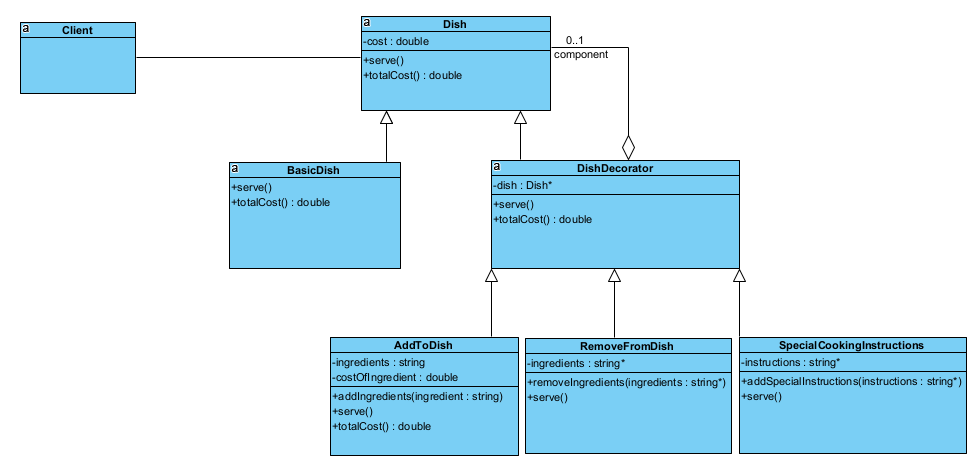 a
Client
a
Dish
-cost : double
+serve()
+totalCost() : double
0..1
component
a
BasicDish
+serve()
+totalCost() : double
a
DishDecorator
-dish : Dish*
+serve()
+totalCost() : double
AddToDish
-ingredients : string
-costOfIngredient : double
+addIngredients(ingredient : string)
+serve()
+totalCost() : double
RemoveFromDish
-ingredients : string*
+removeIngredients(ingredients : string*)
+serve()
SpecialCookingInstructions
-instructions : string*
+addSpecialInstructions(instructions : string*)
+serve()